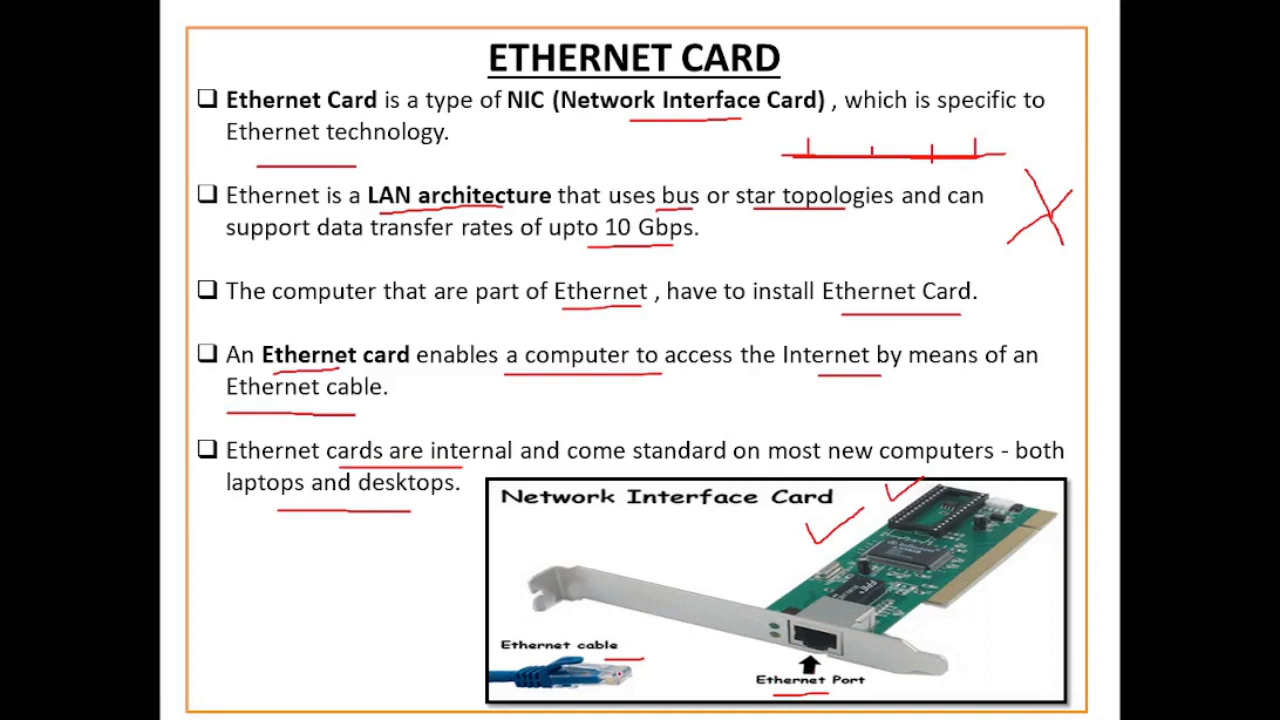 ETHERNET CARD
Ethernet Card is a type of NIC (Network Interface Card) , which is specific to
Ethernet technology.
Ethernet is a LAN architecture that uses bus or star topologies and can
support data transfer rates of upto 10 Gbps.
The computer that are part of Ethernet , have to install Ethernet Card.
An Ethernet card enables a computer to access the Internet by means of an
Ethernet cable.
Ethernet cards are internal and come standard on most new computers - both
laptops and desktops.
Network Interface Card
Ethernet cable
Ethernet Port